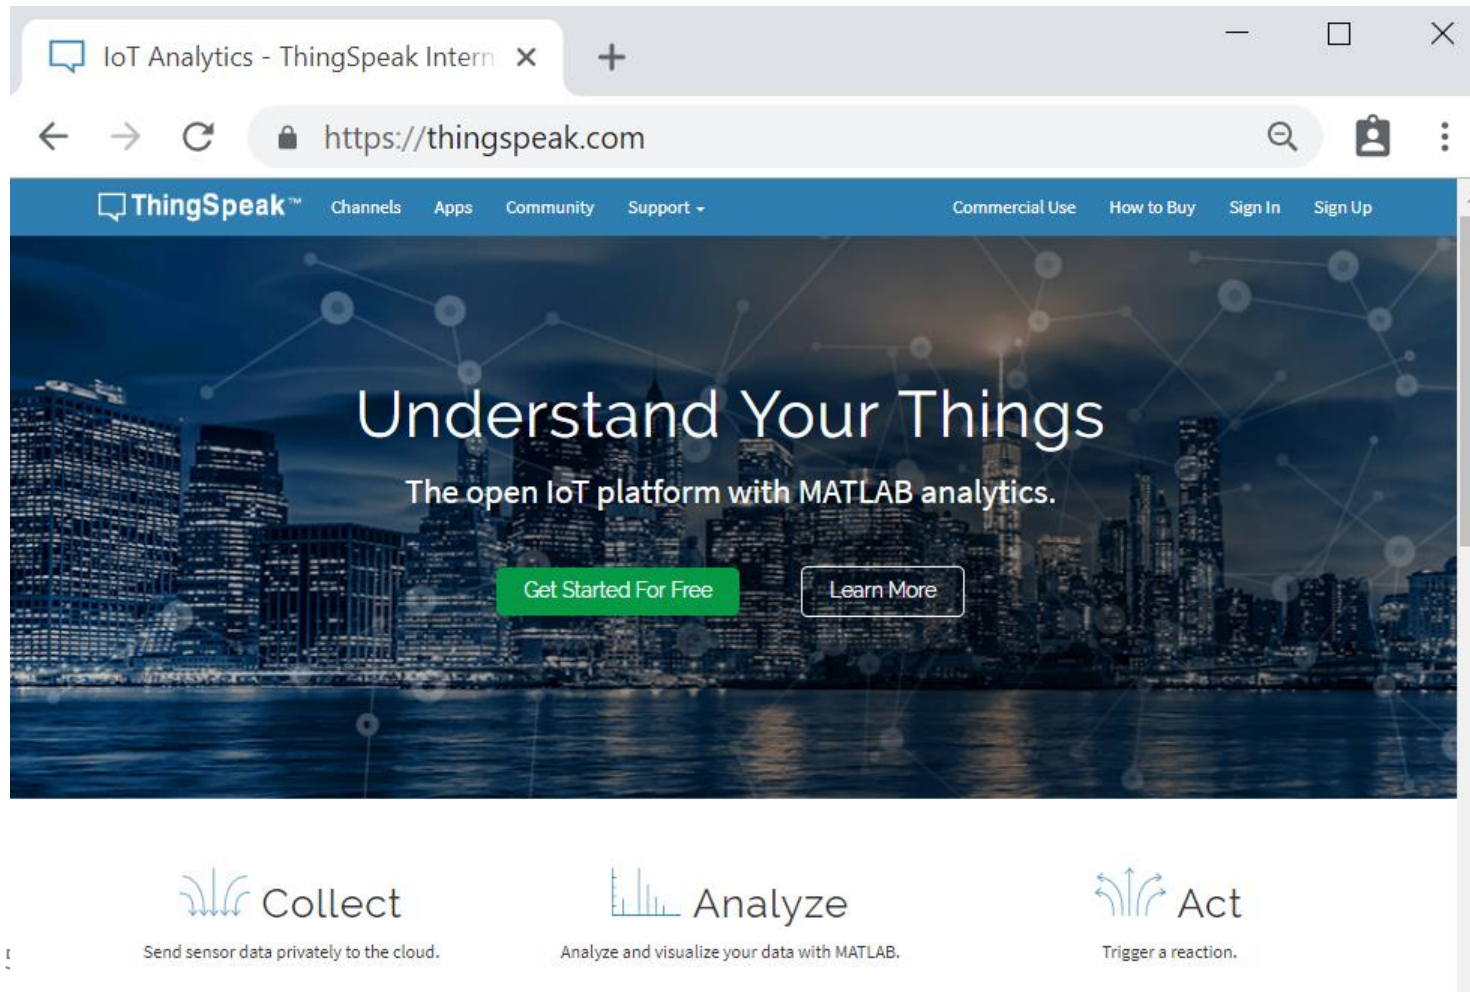 IoT Analytics - ThingSpeak Intern
https://thingspeak.com
ThingSpeak™ Channels Apps Community Support Commercial Use How to Buy Sign In Sign Up
Understand Your Things
The open IoT platform with MATLAB analytics.
Get Started For Free Learn More
Collect Analyze Act
Send sensor data privately to the cloud. Analyze and visualize your data with MATLAB. Trigger a reaction.